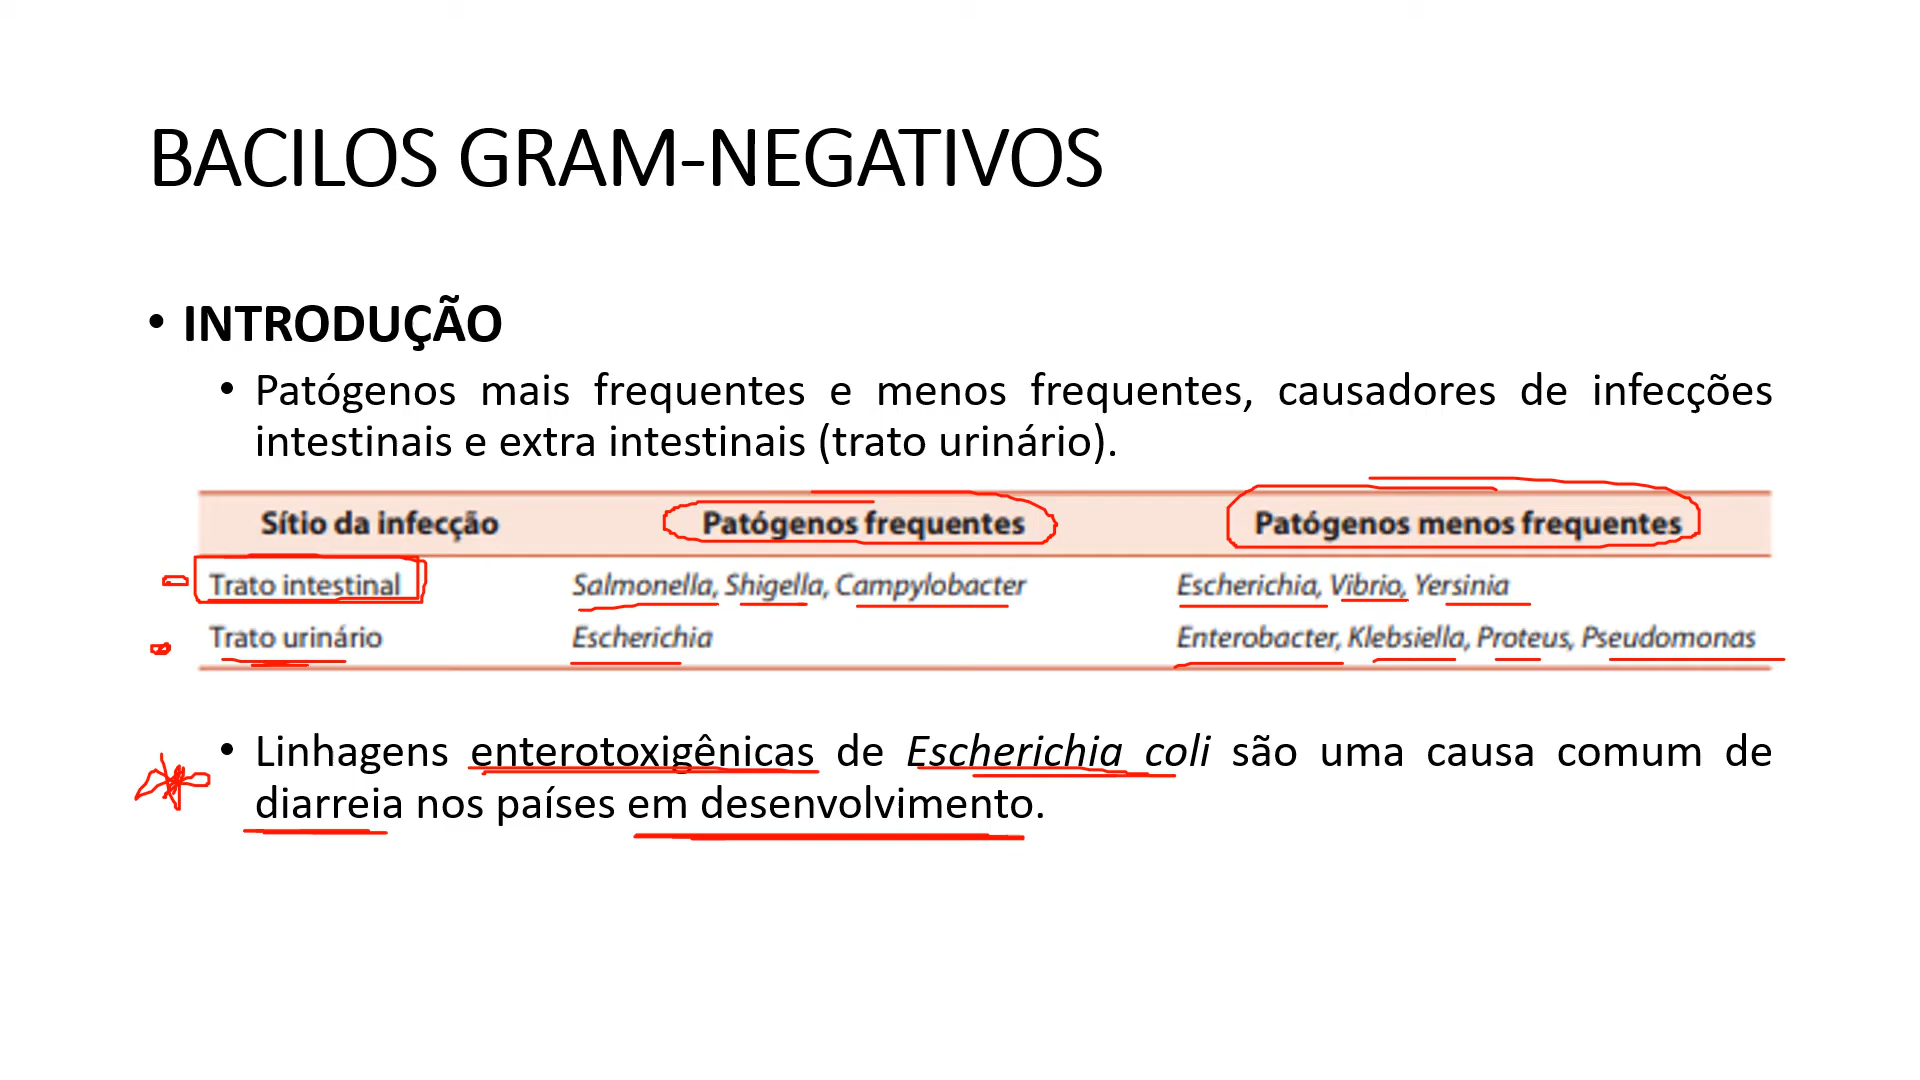 BACILOS GRAM-NEGATIVOS
• INTRODUÇÃO
• Patógenos mais frequentes e menos frequentes, causadores de infecções
intestinais e extra intestinais (trato urinário).
Sítio da infecção Patógenos frequentes Patógenos menos frequentes
Trato intestinal Salmonella, Shigella, Campylobacter Escherichia, Vibrio, Yersinia
Trato urinário Escherichia Enterobacter, Klebsiella, Proteus, Pseudomonas
• Linhagens enterotoxigênicas de Escherichia coli são uma causa comum de
diarreia nos países em desenvolvimento.